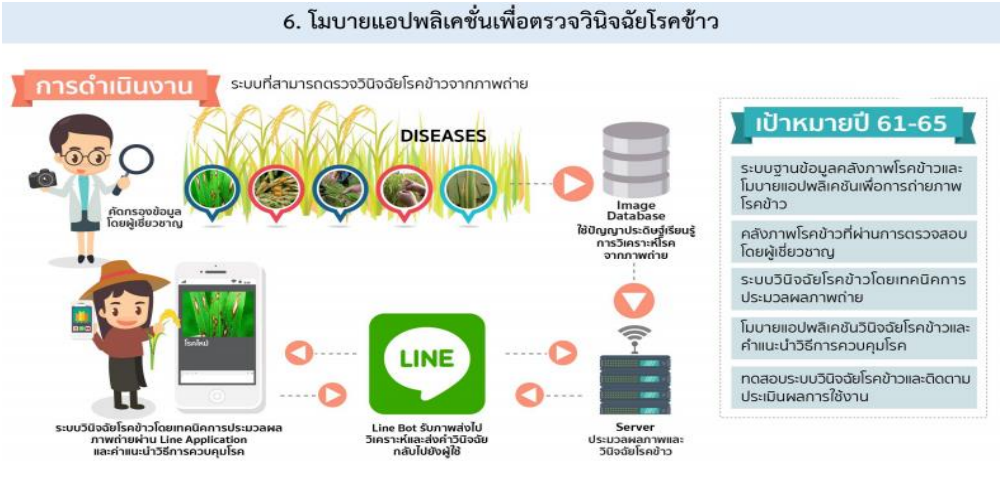 6. โมบายแอปพลิเคชั่นเพื่อตรวจวินิจฉัยโรคข้าว
การดำเนินงาน
ระบบที่สามารถตรวจวินิจฉัยโรคข้าวจากภาพถ่าย
DISEASES
คัดกรองข้อมูล
โดยผู้เชี่ยวชาญ
Image
Database
ใช้ปัญญาประดิษฐ์เรียนรู้
การวิเคราะห์โรค
จากภาพถ่าย
โรคไหม้
LINE
ระบบวินิจฉัยโรคข้าวโดยเทคนิคการประมวลผล
ภาพถ่ายผ่าน Line Application
และคำแนะนำวิธีการควบคุมโรค
Line Bot รับภาพส่งไป
วิเคราะห์และส่งคำวินิจฉัย
กลับไปยังผู้ใช้
Server
ประมวลผลภาพและ
วินิจฉัยโรคข้าว
เป้าหมายปี 61-65
ระบบฐานข้อมูลคลังภาพโรคข้าวและ
โมบายแอปพลิเคชันเพื่อการถ่ายภาพ
โรคข้าว
คลังภาพโรคข้าวที่ผ่านการตรวจสอบ
โดยผู้เชี่ยวชาญ
ระบบวินิจฉัยโรคข้าวโดยเทคนิคการ
ประมวลผลภาพถ่าย
โมบายแอปพลิเคชันวินิจฉัยโรคข้าวและ
คำแนะนำวิธีการควบคุมโรค
ทดสอบระบบวินิจฉัยโรคข้าวและติดตาม
ประเมินผลการใช้งาน